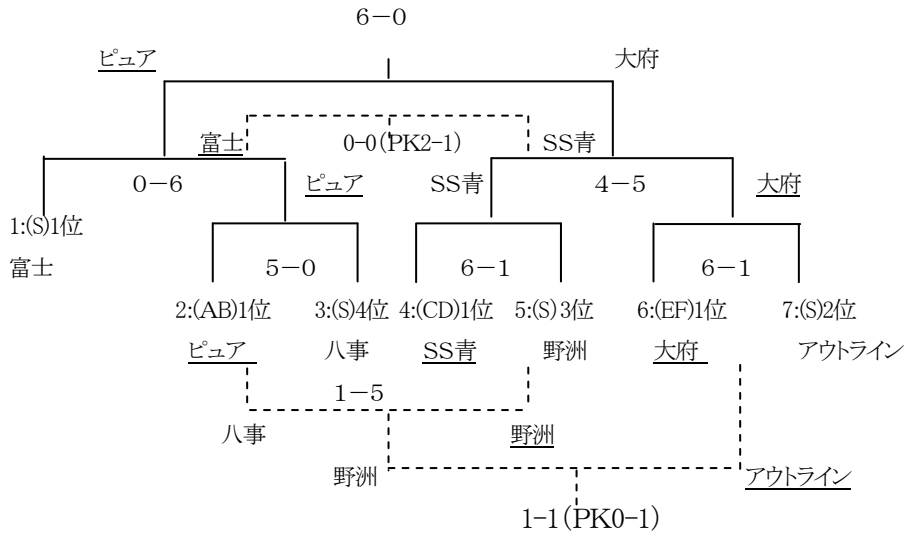 6−0
ピュア 大府
富士 0-0(PK2-1) SS青
0−6 ピュア SS青 4−5 大府
1:(S)1位
富士 5−0 6−1 6−1
2:(AB)1位 3:(S)4位 4:(CD)1位 5:(S)3位 6:(EF)1位 7:(S)2位
ピュア 八事 SS青 野洲 大府 アウトライン
1−5
八事 野洲
野洲 アウトライン
1-1(PK0-1)